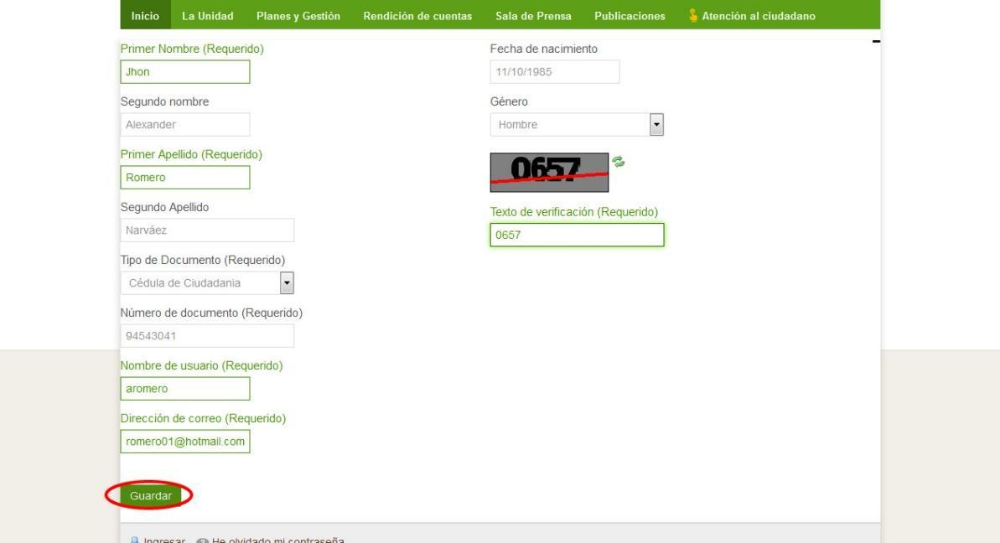 Inicio La Unidad Planes y Gestión Rendición de cuentas Sala de Prensa Publicaciones Atención al ciudadano
Primer Nombre (Requerido)
Jhon
Segundo nombre
Alexander
Primer Apellido (Requerido)
Romero
Segundo Apellido
Narváez
Tipo de Documento (Requerido)
Cédula de Ciudadania
Número de documento (Requerido)
94543041
Nombre de usuario (Requerido)
aromero
Dirección de correo (Requerido)
romero01@hotmail.com
Fecha de nacimiento
11/10/1985
Género
Hombre
0657
Texto de verificación (Requerido)
0657
Guardar
Ingresar He olvidado mi contraseña